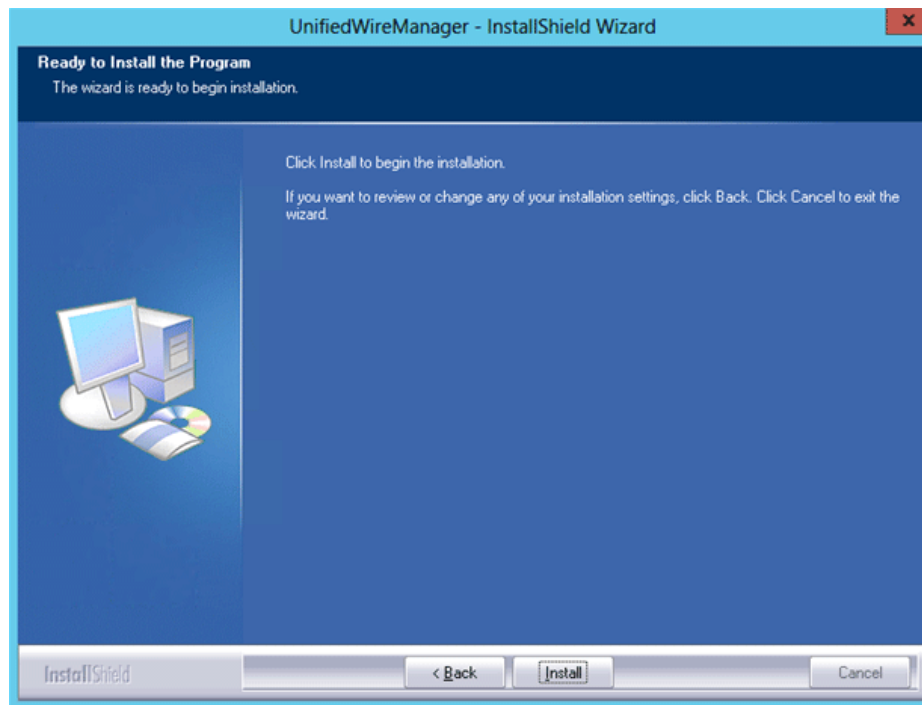 UnifiedWireManager - InstallShield Wizard
Ready to Install the Program
The wizard is ready to begin installation.
Click Install to begin the installation.
If you want to review or change any of your installation settings, click Back. Click Cancel to exit the
wizard.
InstallShield
< Back
Install
Cancel